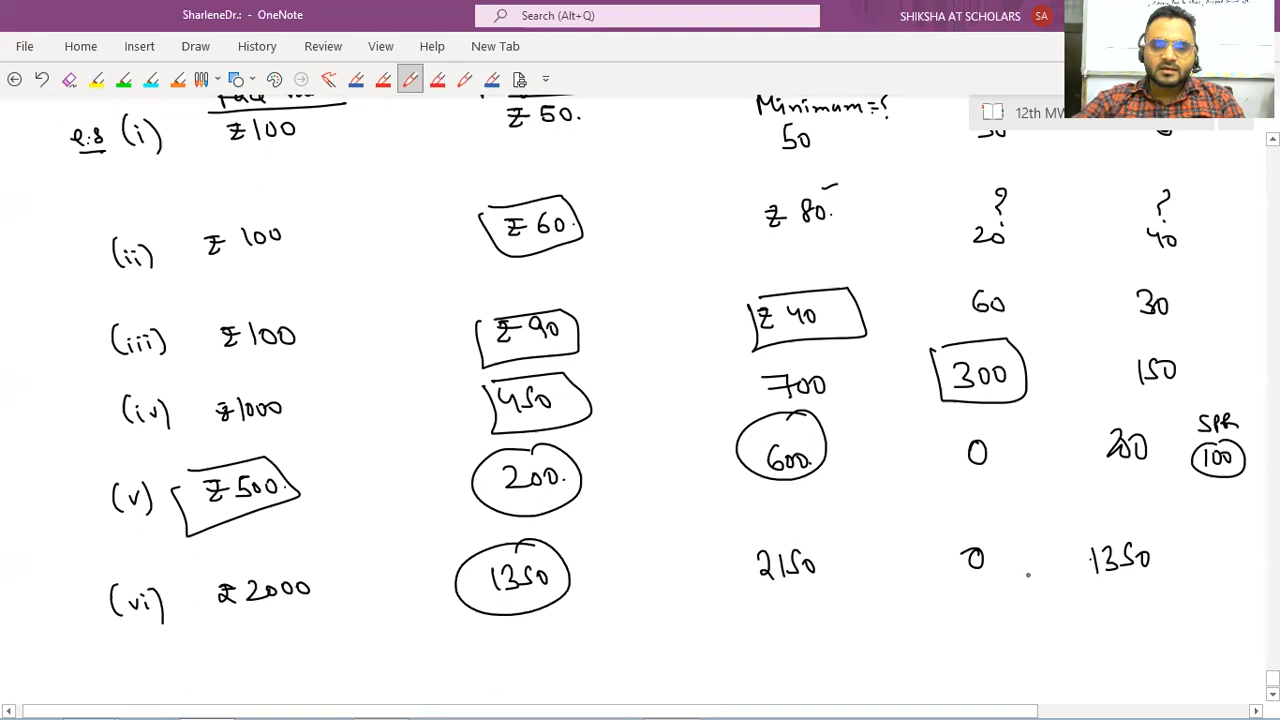 SharleneDr.: - OneNote
Search (Alt+Q)
SHIKSHA AT SCHOLARS SA
File Home Insert Draw History Review View Help New Tab
12th MW
Minimum=?
e.g (i) ₹100 ₹50. 50
(ii) ₹100 ₹60. ₹80. ? 20 ? 40
(iii) ₹100 ₹90 ₹40 60 30
(iv) ₹1000 450 700 300 150
(v) ₹500. 200. 600. 0 200 SPR 100
(vi) ₹2000 1350 2150 0 1350